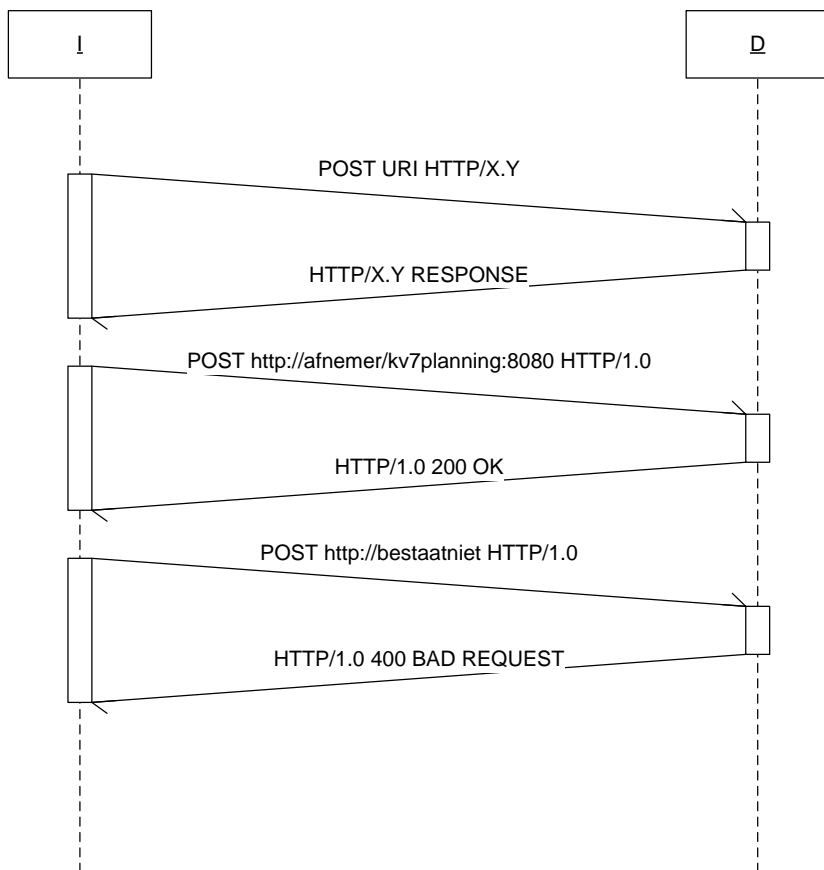 I
D
POST URI HTTP/X.Y
HTTP/X.Y RESPONSE
POST http://afnemer/kv7planning:8080 HTTP/1.0
HTTP/1.0 200 OK
POST http://bestaatniet HTTP/1.0
HTTP/1.0 400 BAD REQUEST